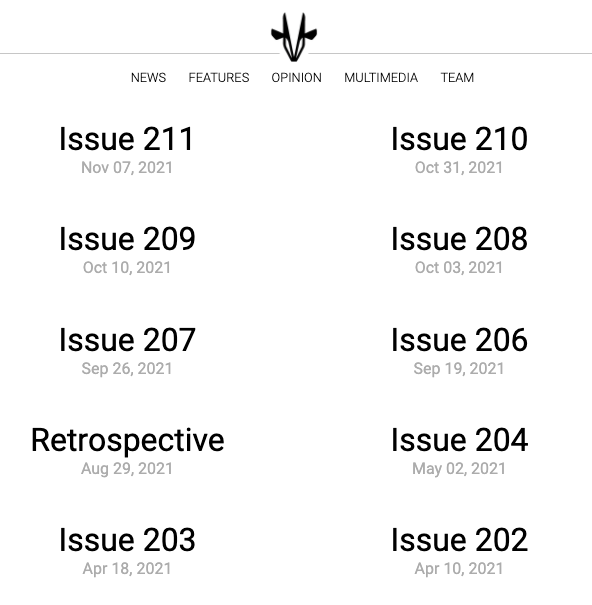 NEWS FEATURES OPINION MULTIMEDIA TEAM
Issue 211
Nov 07, 2021
Issue 210
Oct 31, 2021
Issue 209
Oct 10, 2021
Issue 208
Oct 03, 2021
Issue 207
Sep 26, 2021
Issue 206
Sep 19, 2021
Retrospective
Aug 29, 2021
Issue 204
May 02, 2021
Issue 203
Apr 18, 2021
Issue 202
Apr 10, 2021